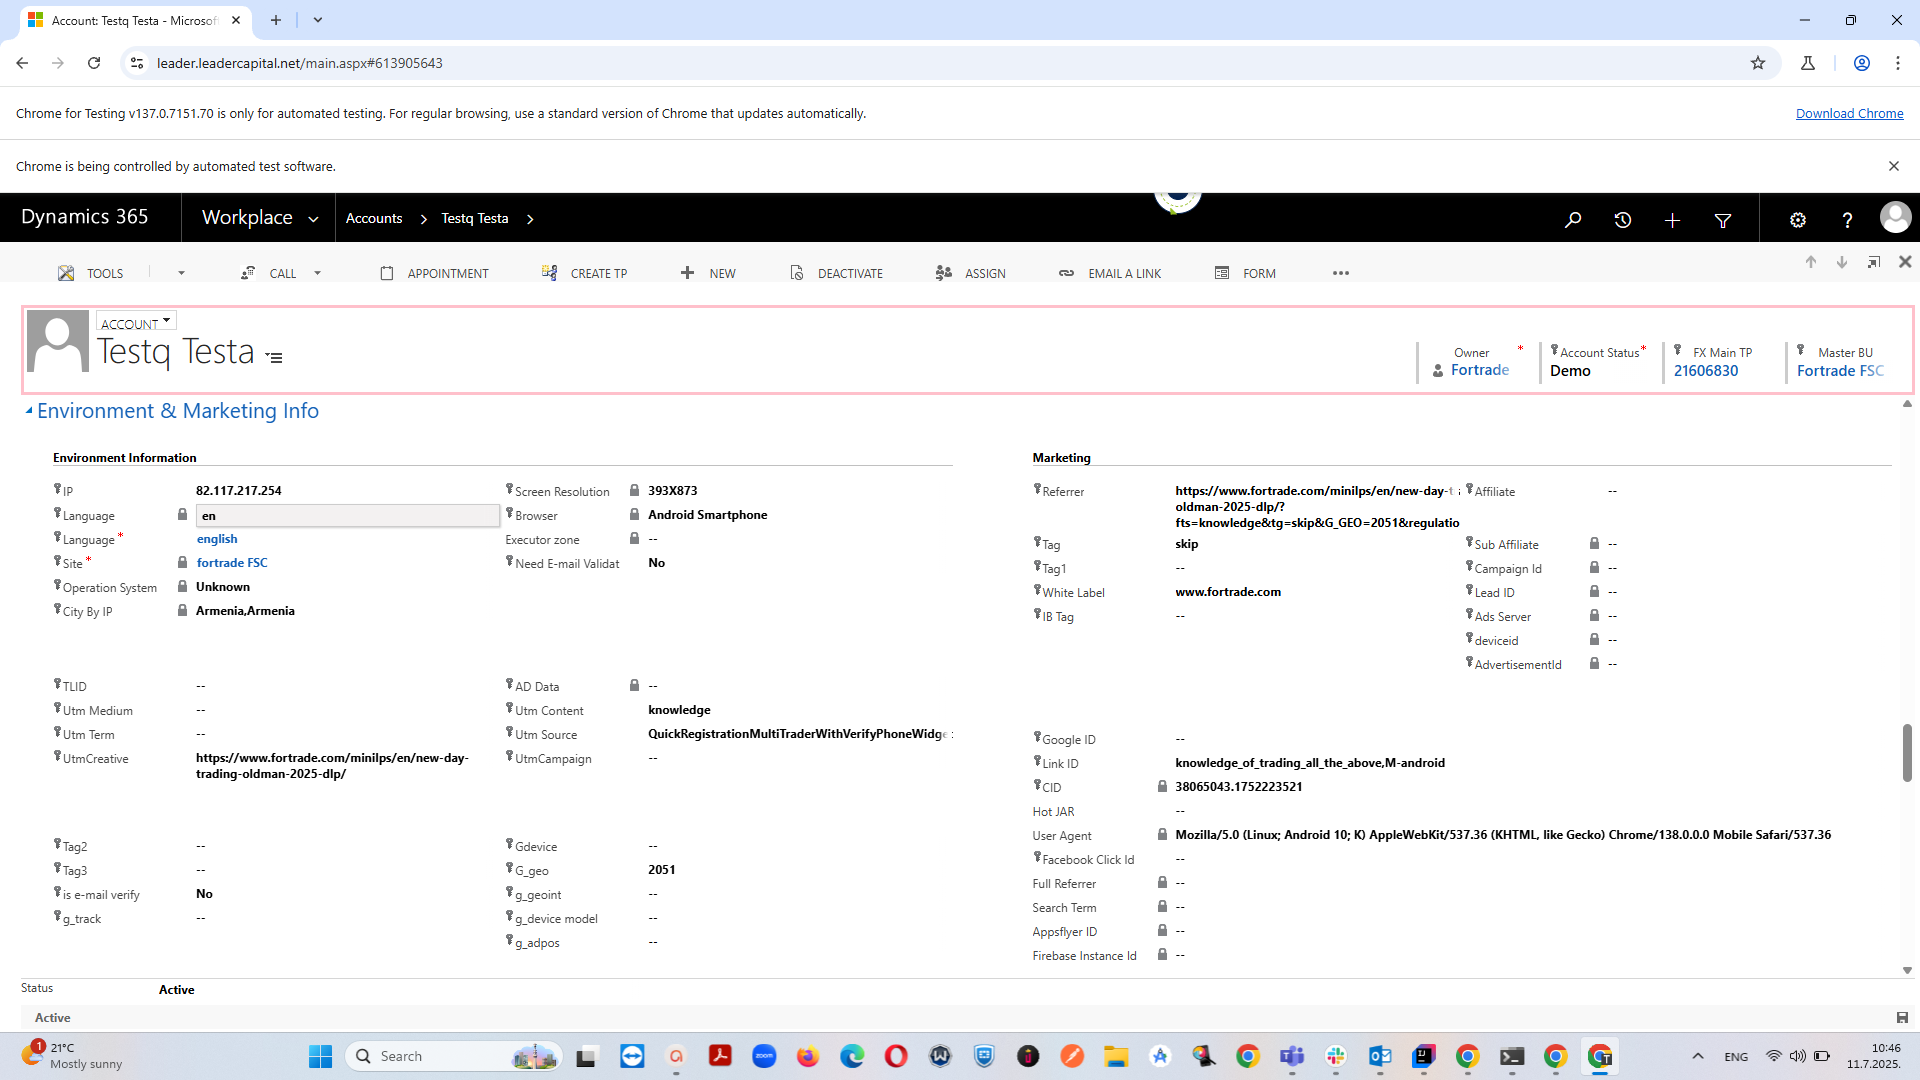 Account: Testq Testa - Microsof
leader.leadercapital.net/main.aspx#613905643
Chrome for Testing v137.0.7151.70 is only for automated testing. For regular browsing, use a standard version of Chrome that updates automatically.
Download Chrome
Chrome is being controlled by automated test software.
Dynamics 365
Workplace
Accounts
Testq Testa
?
TOOLS
CALL
APPOINTMENT
CREATE TP
NEW
DEACTIVATE
ASSIGN
EMAIL A LINK
FORM
ACCOUNT
Testq Testa
Owner *
Fortrade
Account Status *
Demo
FX Main TP
21606830
Master BU
Fortrade FSC
Environment & Marketing Info
Environment Information
IP 82.117.217.254
Language en
Language * english
Site * fortrade FSC
Operation System Unknown
City By IP Armenia,Armenia
Screen Resolution 393X873
Browser Android Smartphone
Executor zone --
Need E-mail Validat No
TLID --
Utm Medium --
Utm Term --
UtmCreative https://www.fortrade.com/minilps/en/new-day-
trading-oldman-2025-dlp/
AD Data --
Utm Content knowledge
Utm Source QuickRegistrationMultiTraderWithVerifyPhoneWidge
UtmCampaign --
Tag2 --
Tag3 --
is e-mail verify No
g_track --
Gdevice --
G_geo 2051
g_geoint --
g_device model --
g_adpos --
Marketing
Referrer https://www.fortrade.com/minilps/en/new-day-t
oldman-2025-dlp/?
fts=knowledge&tg=skip&G_GEO=2051&regulatio
Tag skip
Tag1 --
White Label www.fortrade.com
IB Tag --
Affiliate --
Sub Affiliate --
Campaign Id --
Lead ID --
Ads Server --
deviceid --
AdvertisementId --
Google ID --
Link ID knowledge_of_trading_all_the_above,M-android
CID 38065043.1752223521
Hot JAR --
User Agent Mozilla/5.0 (Linux; Android 10; K) AppleWebKit/537.36 (KHTML, like Gecko) Chrome/138.0.0.0 Mobile Safari/537.36
Facebook Click Id --
Full Referrer --
Search Term --
Appsflyer ID --
Firebase Instance Id --
Status Active
Active
1
21°C
Mostly sunny
Search
zoom
ENG
10:46
11.7.2025.